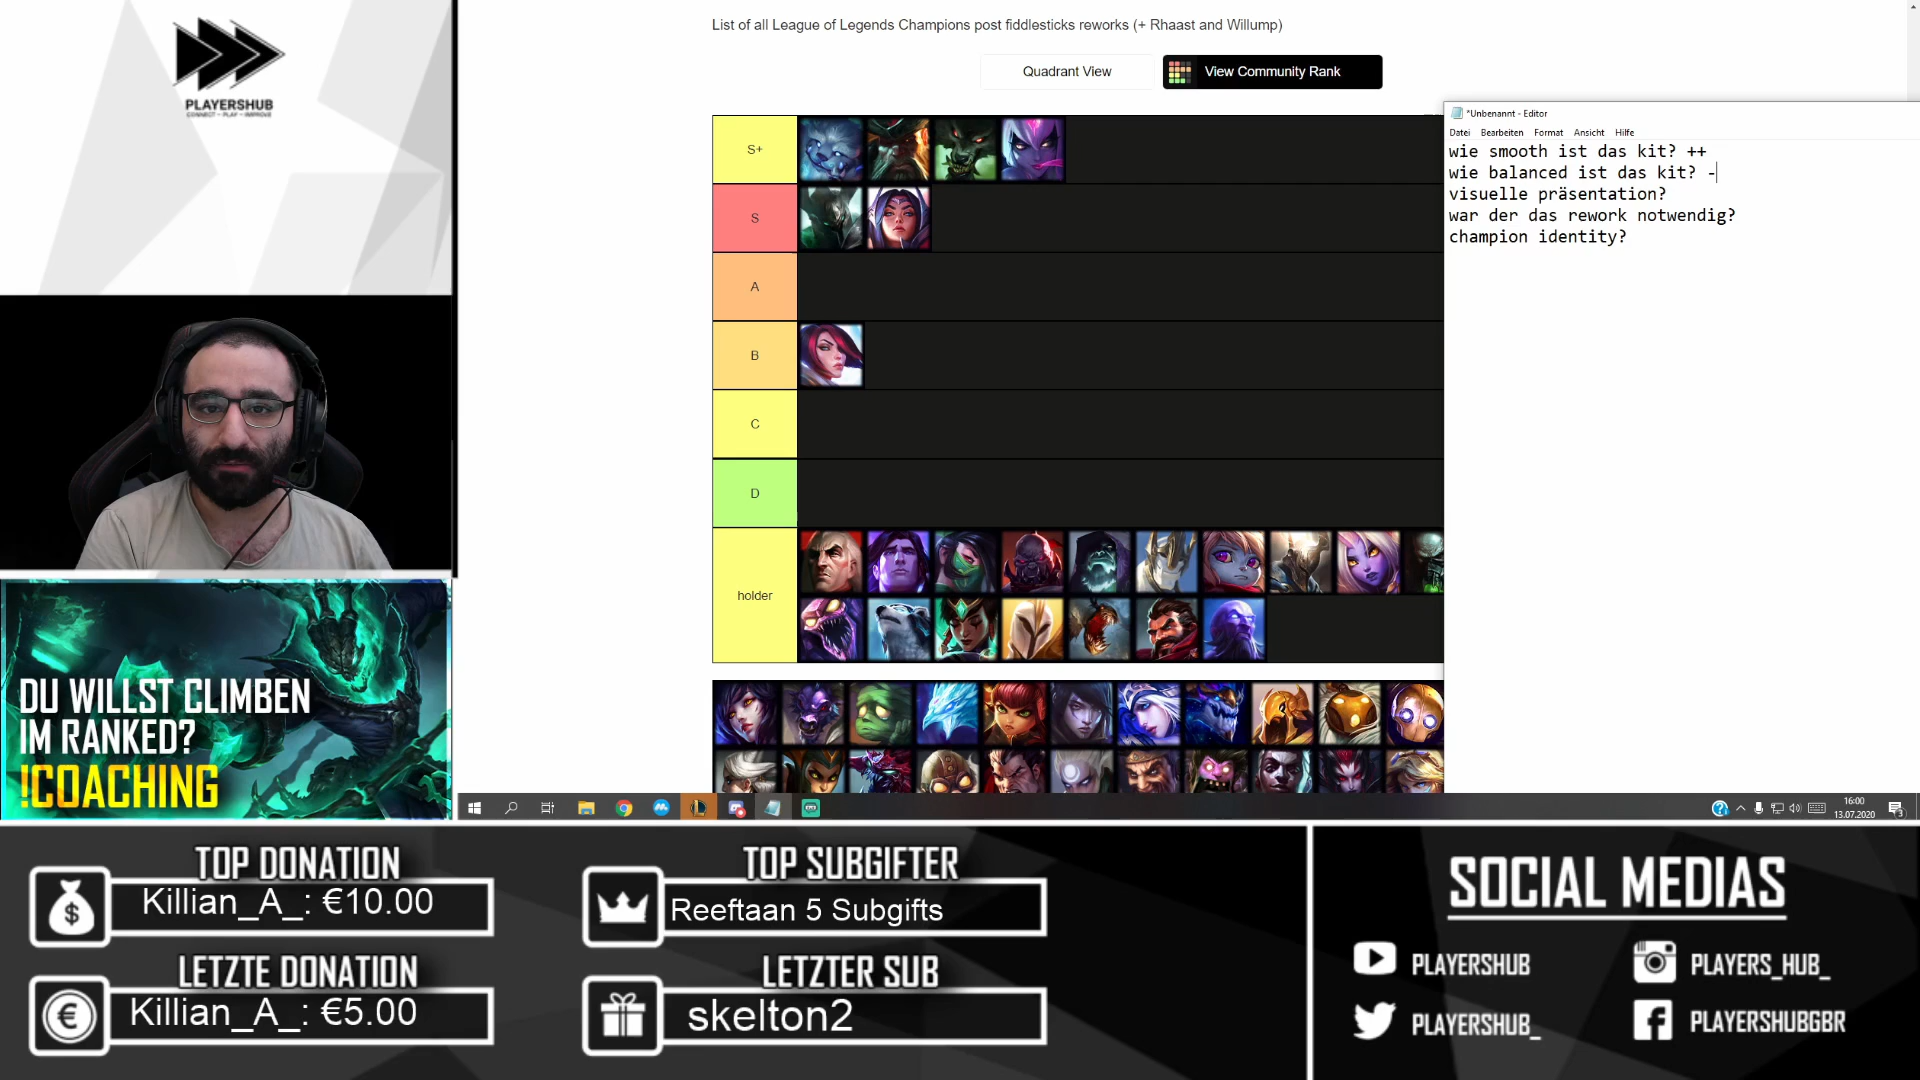 PLAYERSHUB
CONNECT - PLAY - IMPROVE
List of all League of Legends Champions post fiddlesticks reworks (+ Rhaast and Willump)
Quadrant View
View Community Rank
S+
S
A
B
C
D
holder
*Unbenannt - Editor
Datei Bearbeiten Format Ansicht Hilfe
wie smooth ist das kit? ++
wie balanced ist das kit? -
visuelle präsentation?
war der das rework notwendig?
champion identity?
DU WILLST CLIMBEN
IM RANKED?
!COACHING
16:00
13.07.2020
TOP DONATION
Killian_A_: €10.00
LETZTE DONATION
Killian_A_: €5.00
TOP SUBGIFTER
Reeftaan 5 Subgifts
LETZTER SUB
skelton2
SOCIAL MEDIAS
PLAYERSHUB
PLAYERS_HUB_
PLAYERSHUB_
PLAYERSHUBGBR